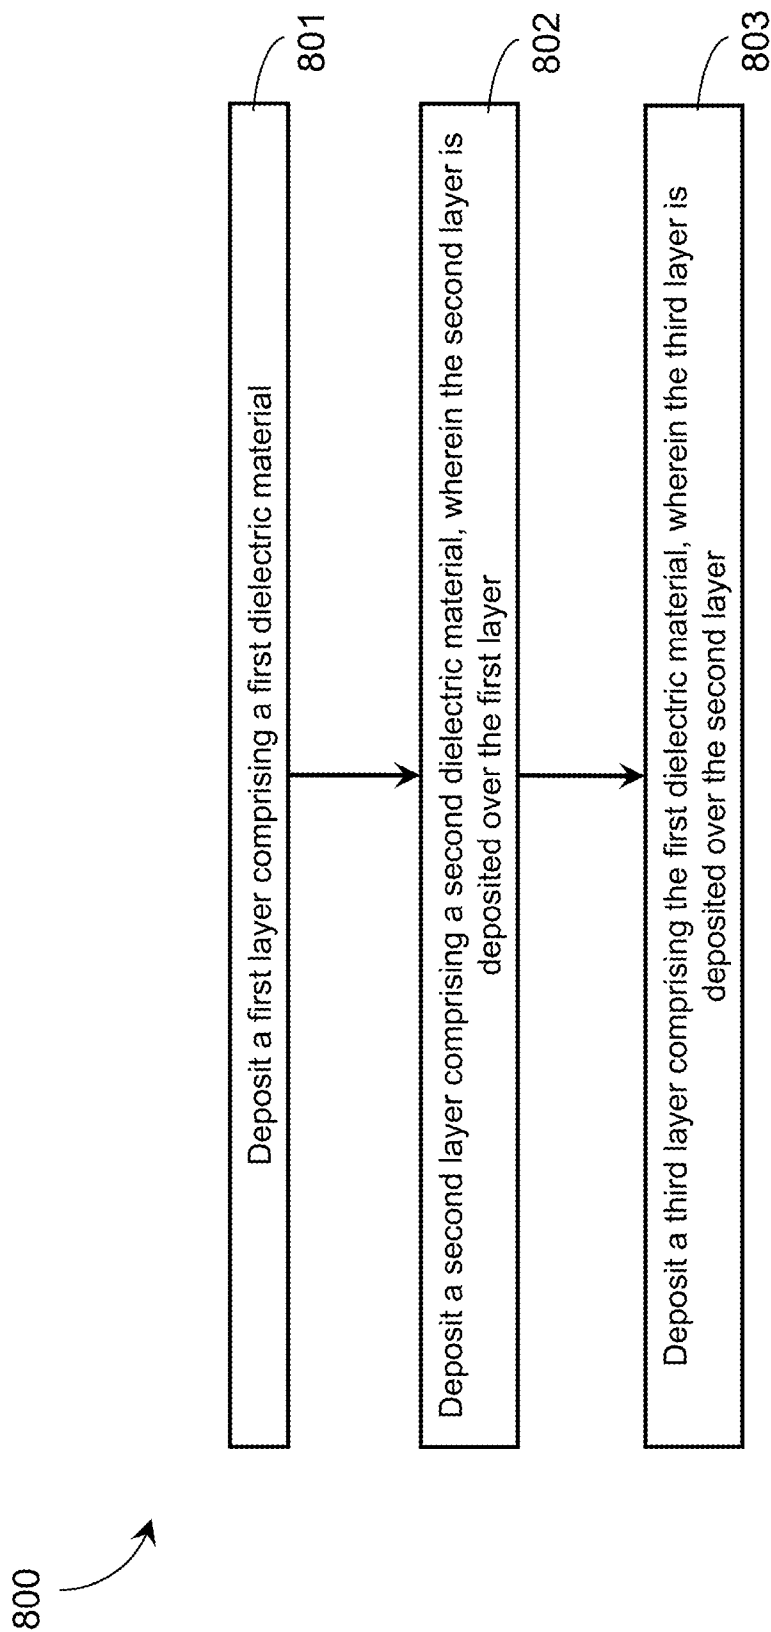 800
801
Deposit a first layer comprising a first dielectric material
802
Deposit a second layer comprising a second dielectric material, wherein the second layer is
deposited over the first layer
803
Deposit a third layer comprising the first dielectric material, wherein the third layer is
deposited over the second layer